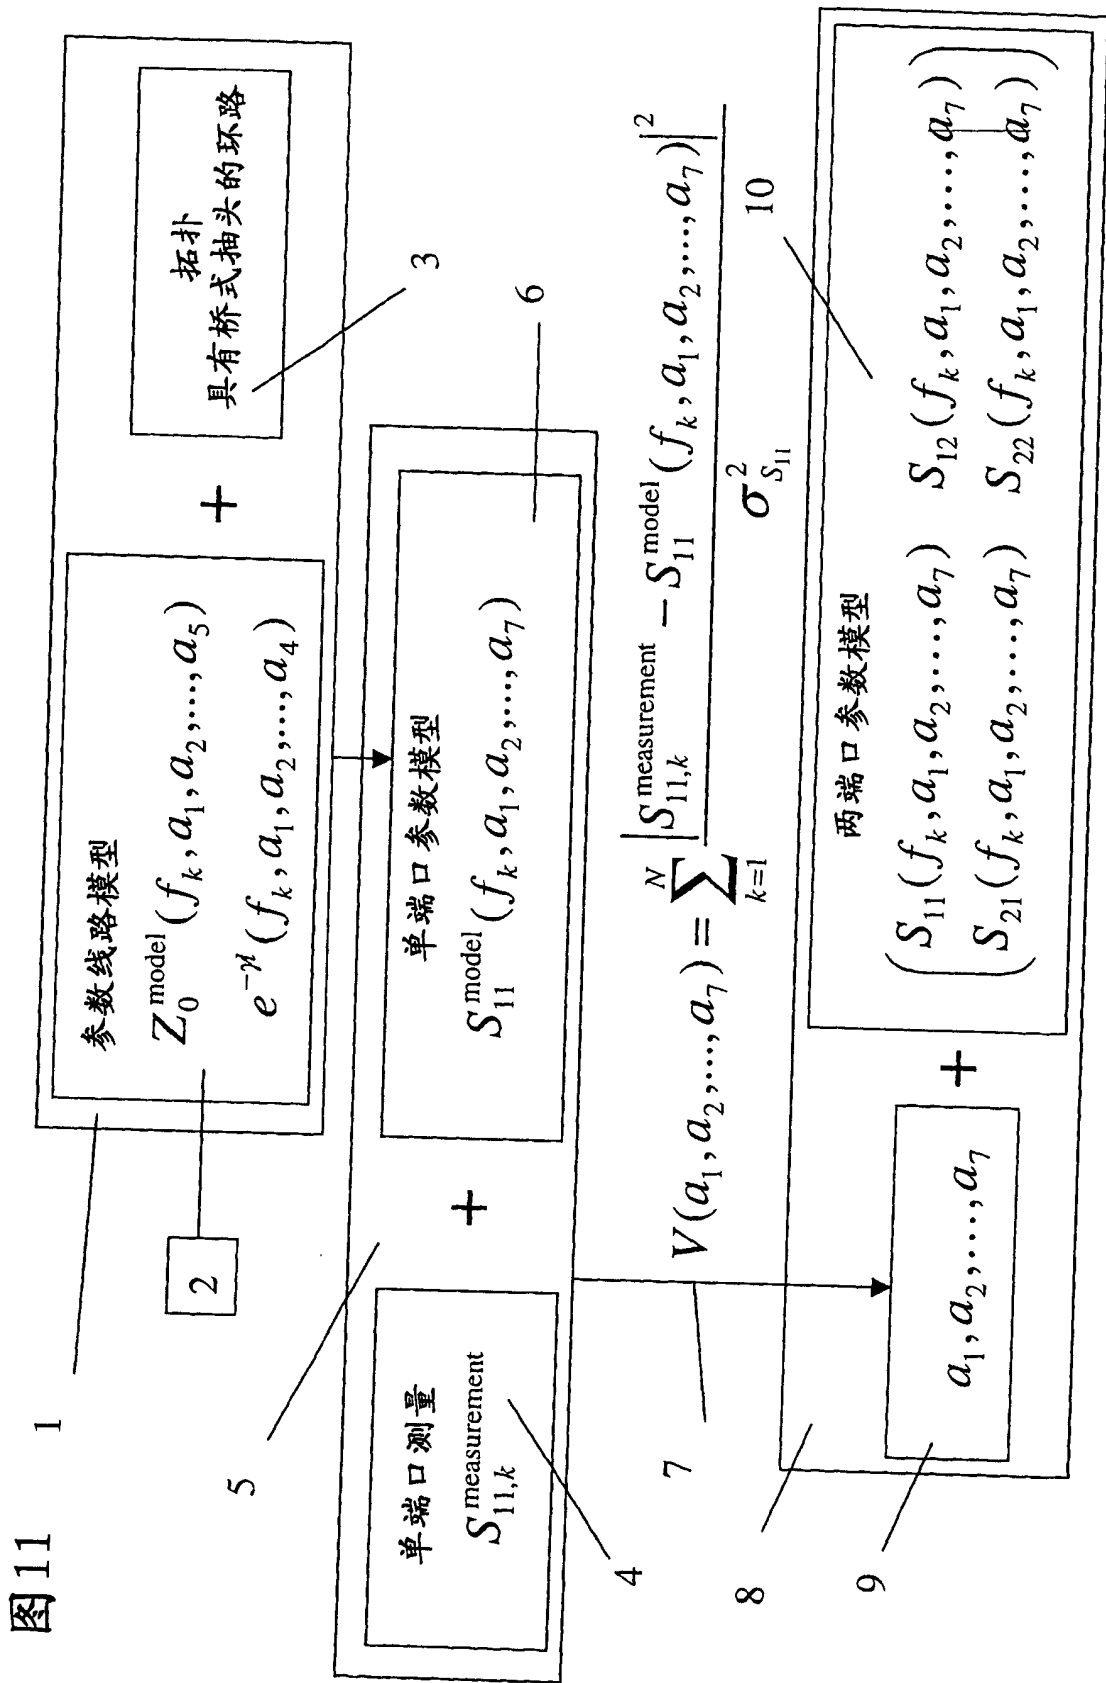 图11
1
参数线路模型
Z_0^model (f_k, a_1, a_2, ..., a_5)
e^{-γl} (f_k, a_1, a_2, ..., a_4)
2
+
拓扑
具有桥式抽头的环路
3
5
单端口测量
S_{11,k}^measurement
4
+
单端口参数模型
S_11^model (f_k, a_1, a_2, ..., a_7)
6
7
V(a_1, a_2, ..., a_7) = ∑_{k=1}^{N} |S_{11,k}^measurement − S_11^model (f_k, a_1, a_2, ..., a_7)|^2 / σ_{S_11}^2
8
9
a_1, a_2, ..., a_7
+
两端口参数模型
10
( S_11(f_k, a_1, a_2, ..., a_7) S_12(f_k, a_1, a_2, ..., a_7)
S_21(f_k, a_1, a_2, ..., a_7) S_22(f_k, a_1, a_2, ..., a_7) )